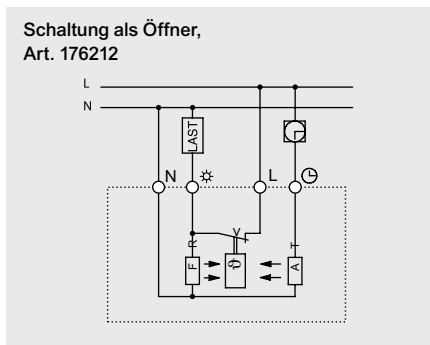 Schaltung als Öffner,
Art. 176212
L
N
LAST
N
L
V
R
T
F
ϑ
A